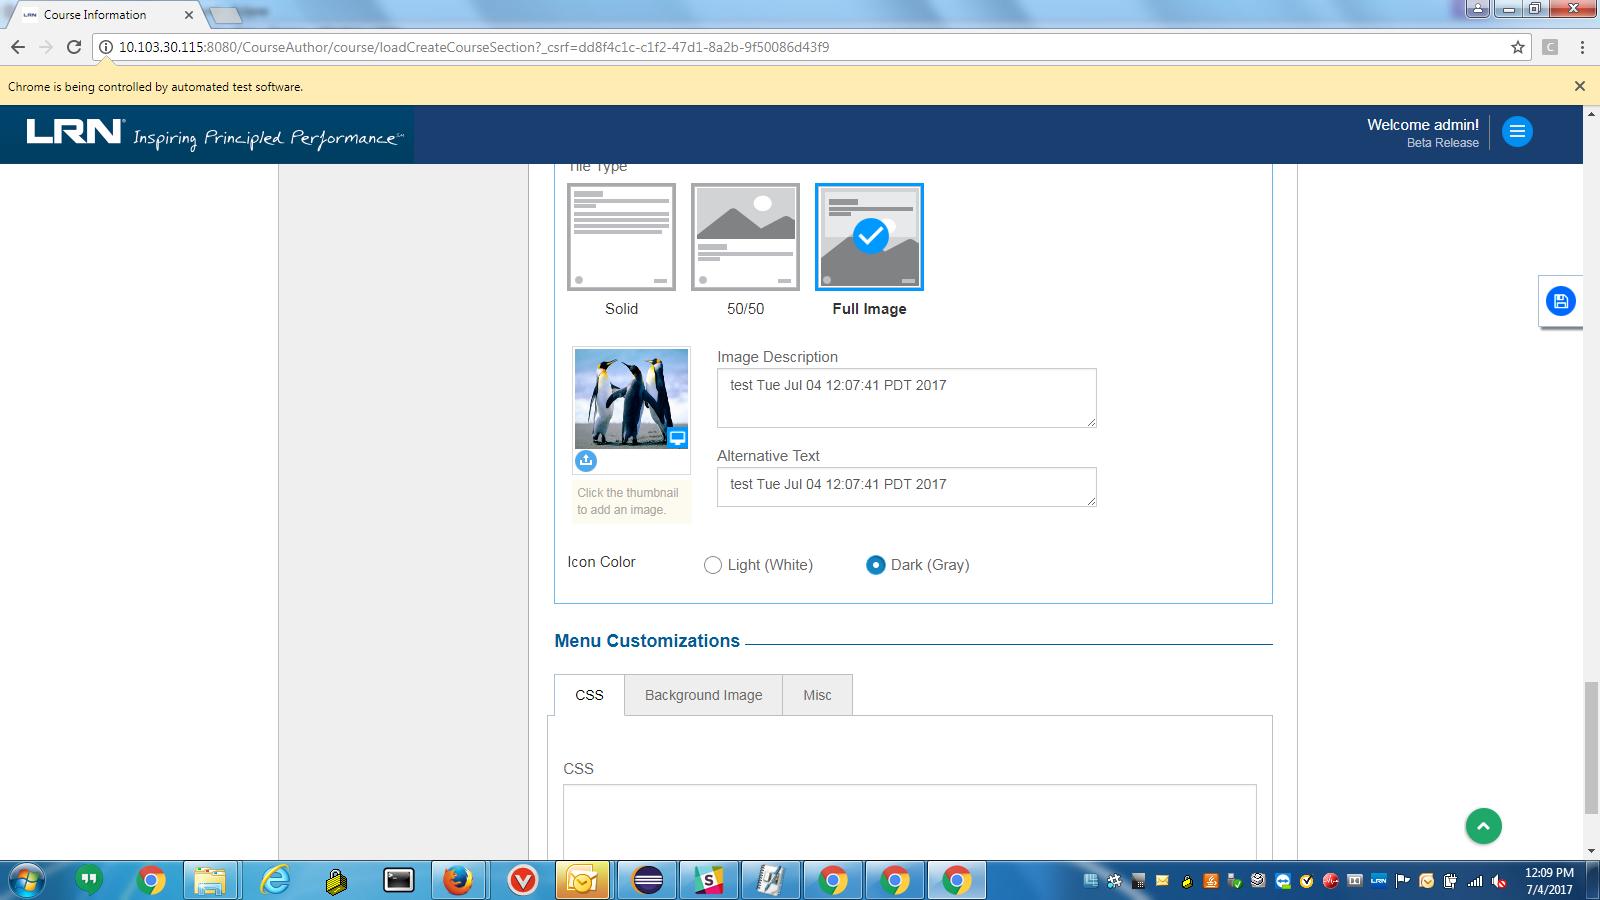 Course Information
10.103.30.115:8080/CourseAuthor/course/loadCreateCourseSection?_csrf=dd8f4c1c-c1f2-47d1-8a2b-9f50086d43f9
C
Chrome is being controlled by automated test software.
LRN Inspiring Principled Performance℠
Welcome admin!
Beta Release
Tile Type
Solid
50/50
Full Image
Image Description
test Tue Jul 04 12:07:41 PDT 2017
Alternative Text
test Tue Jul 04 12:07:41 PDT 2017
Click the thumbnail
to add an image.
Icon Color
Light (White)
Dark (Gray)
Menu Customizations
CSS
Background Image
Misc
CSS
LRN
12:09 PM
7/4/2017